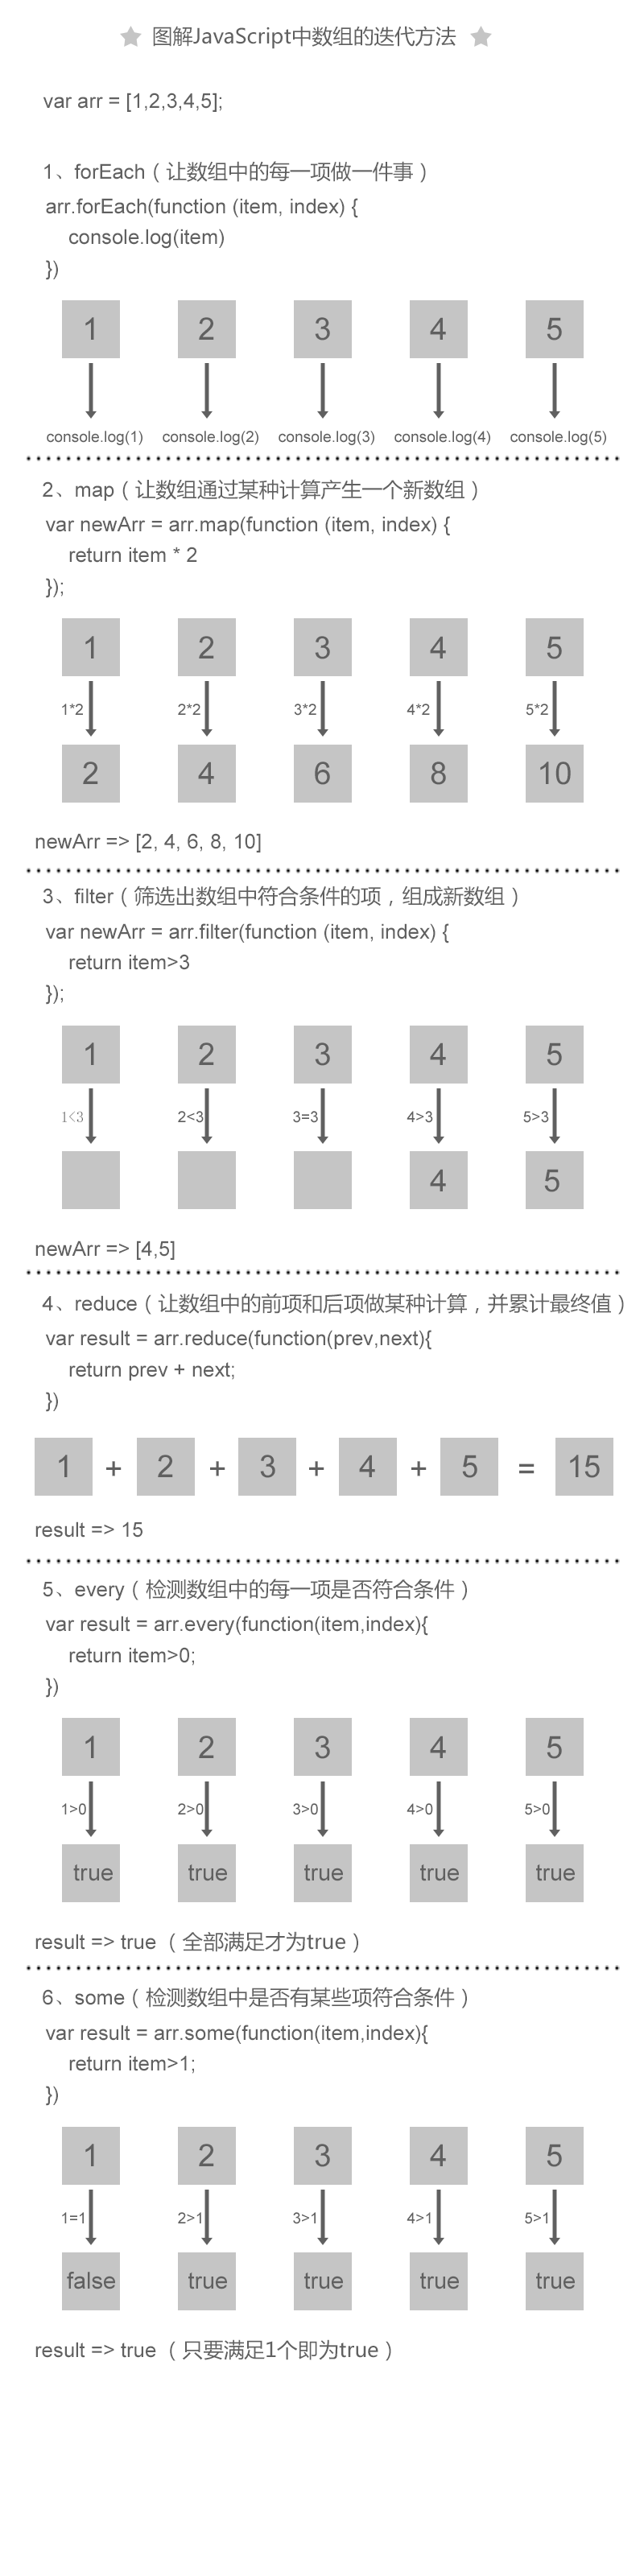 图解JavaScript中数组的迭代方法
var arr = [1,2,3,4,5];
1、forEach（让数组中的每一项做一件事）
arr.forEach(function (item, index) {
console.log(item)
})
1 2 3 4 5
console.log(1) console.log(2) console.log(3) console.log(4) console.log(5)
2、map（让数组通过某种计算产生一个新数组）
var newArr = arr.map(function (item, index) {
return item * 2
});
1 2 3 4 5
1*2 2*2 3*2 4*2 5*2
2 4 6 8 10
newArr => [2, 4, 6, 8, 10]
3、filter（筛选出数组中符合条件的项，组成新数组）
var newArr = arr.filter(function (item, index) {
return item>3
});
1 2 3 4 5
1<3 2<3 3=3 4>3 5>3
4 5
newArr => [4,5]
4、reduce（让数组中的前项和后项做某种计算，并累计最终值）
var result = arr.reduce(function(prev,next){
return prev + next;
})
1 + 2 + 3 + 4 + 5 = 15
result => 15
5、every（检测数组中的每一项是否符合条件）
var result = arr.every(function(item,index){
return item>0;
})
1 2 3 4 5
1>0 2>0 3>0 4>0 5>0
true true true true true
result => true （全部满足才为true）
6、some（检测数组中是否有某些项符合条件）
var result = arr.some(function(item,index){
return item>1;
})
1 2 3 4 5
1=1 2>1 3>1 4>1 5>1
false true true true true
result => true （只要满足1个即为true）